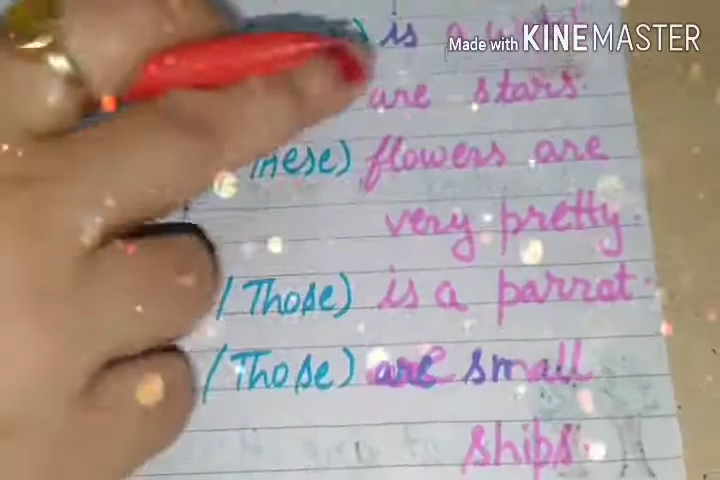 ) is a
Made with KINEMASTER
are stars.
hese) flowers are
very pretty.
/ Those) is a parrot.
/ Those) are small
ships.